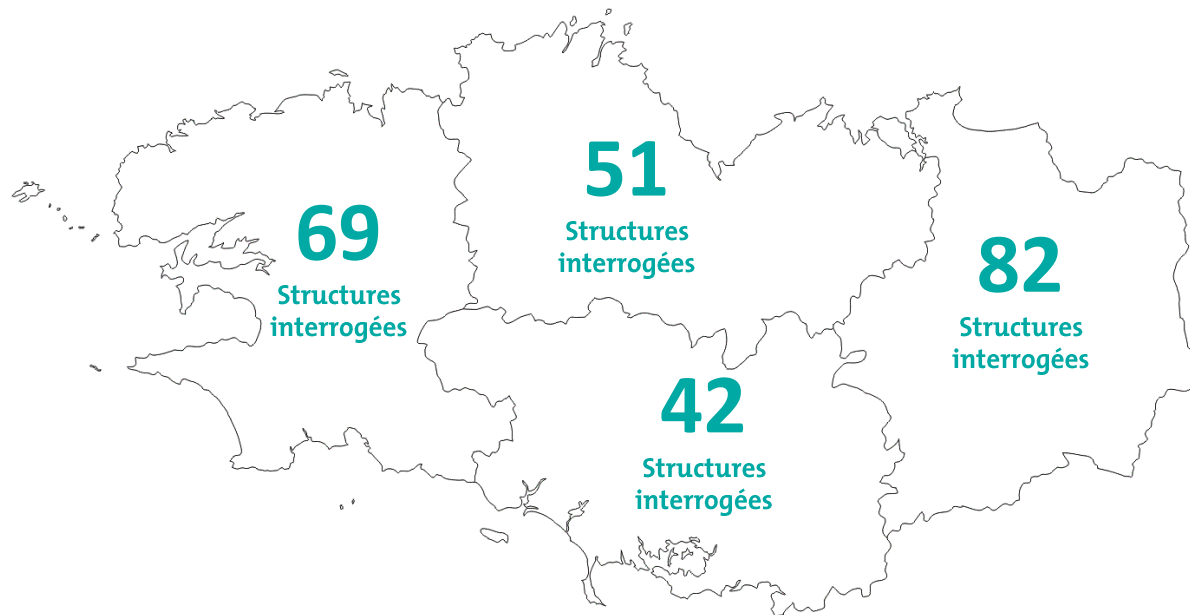 69
Structures
interrogées
51
Structures
interrogées
42
Structures
interrogées
82
Structures
interrogées